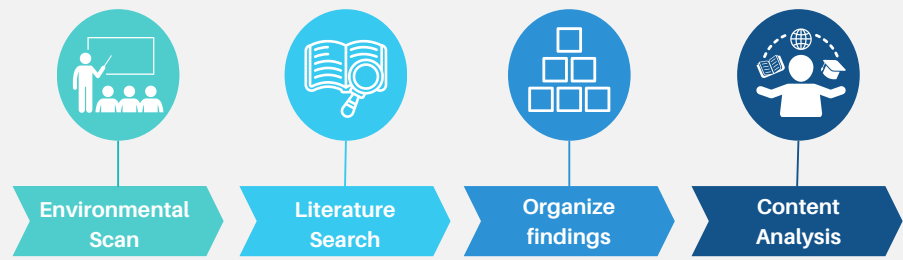 Environmental
Scan
Literature
Search
Organize
findings
Content
Analysis